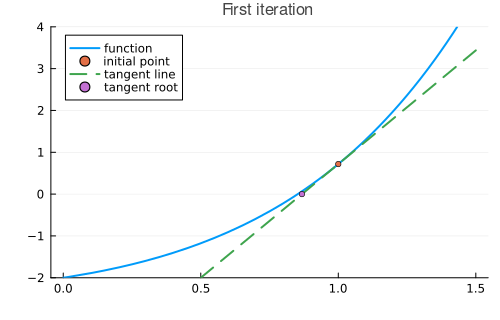 First iteration
function
initial point
tangent line
tangent root
4
3
2
1
0
−1
−2
0.0 0.5 1.0 1.5